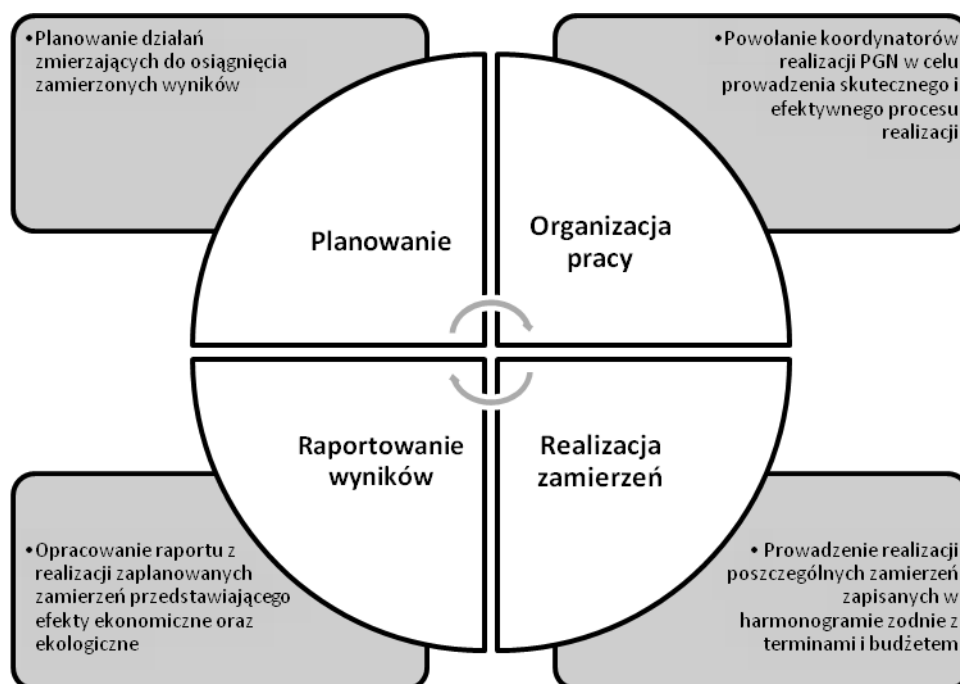 •Planowanie działań
zmierzających do osiągnięcia
zamierzonych wyników
•Powołanie koordynatorów
realizacji PGN w celu
prowadzenia skutecznego i
efektywnego procesu
realizacji
Planowanie
Organizacja
pracy
Raportowanie
wyników
Realizacja
zamierzeń
•Opracowanie raportu z
realizacji zaplanowanych
zamierzeń przedstawiającego
efekty ekonomiczne oraz
ekologiczne
• Prowadzenie realizacji
poszczególnych zamierzeń
zapisanych w
harmonogramie zodnie z
terminami i budżetem